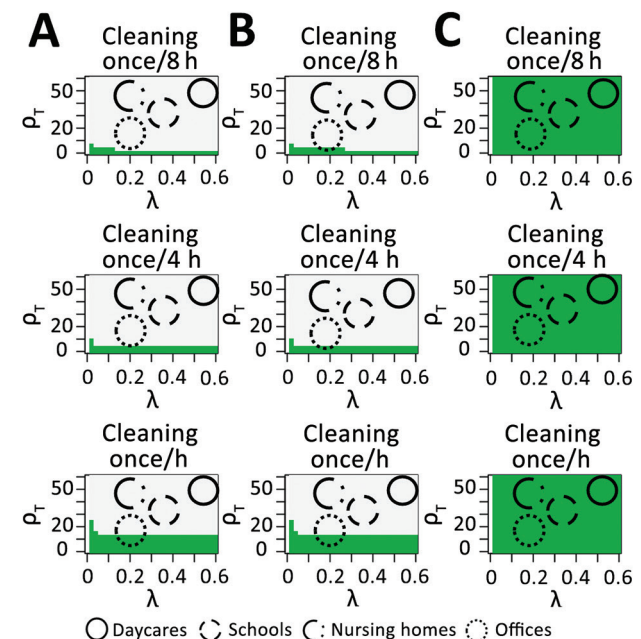 A B C
Cleaning once/8 h Cleaning once/8 h Cleaning once/8 h
ρT 50 20 0 ρT 50 20 0 ρT 50 20 0
0 0.2 0.4 0.6 0 0.2 0.4 0.6 0 0.2 0.4 0.6
λ λ λ
Cleaning once/4 h Cleaning once/4 h Cleaning once/4 h
ρT 50 20 0 ρT 50 20 0 ρT 50 20 0
0 0.2 0.4 0.6 0 0.2 0.4 0.6 0 0.2 0.4 0.6
λ λ λ
Cleaning once/h Cleaning once/h Cleaning once/h
ρT 50 20 0 ρT 50 20 0 ρT 50 20 0
0 0.2 0.4 0.6 0 0.2 0.4 0.6 0 0.2 0.4 0.6
λ λ λ
Daycares Schools Nursing homes Offices